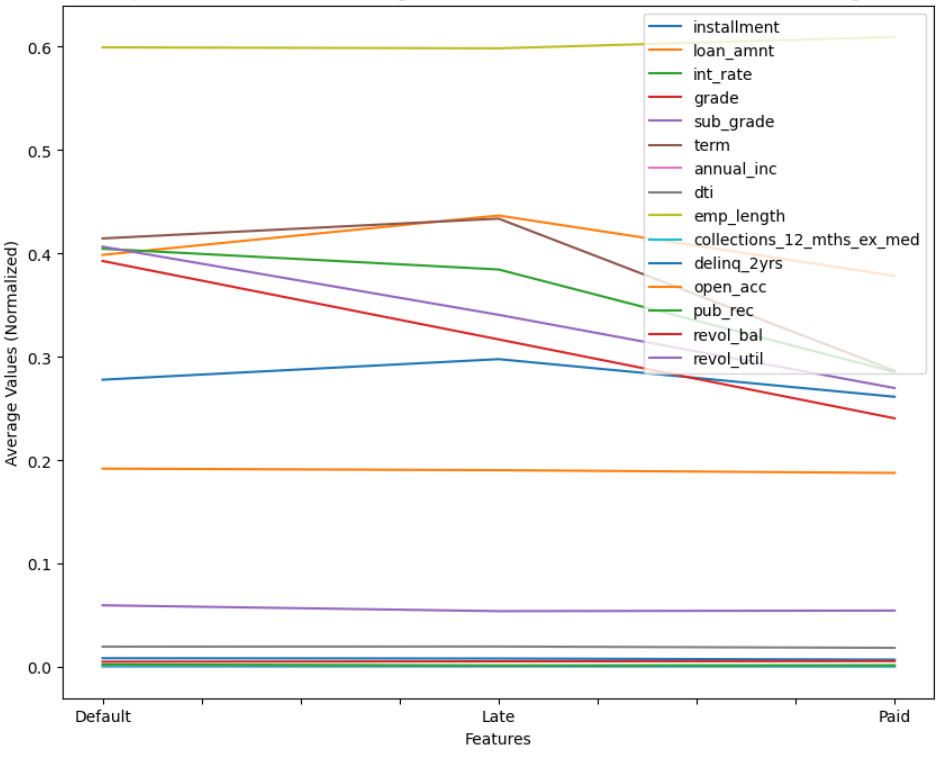 0.6
0.5
0.4
0.3
0.2
0.1
0.0
Average Values (Normalized)
installment
loan_amnt
int_rate
grade
sub_grade
term
annual_inc
dti
emp_length
collections_12_mths_ex_med
delinq_2yrs
open_acc
pub_rec
revol_bal
revol_util
Default Late Paid
Features